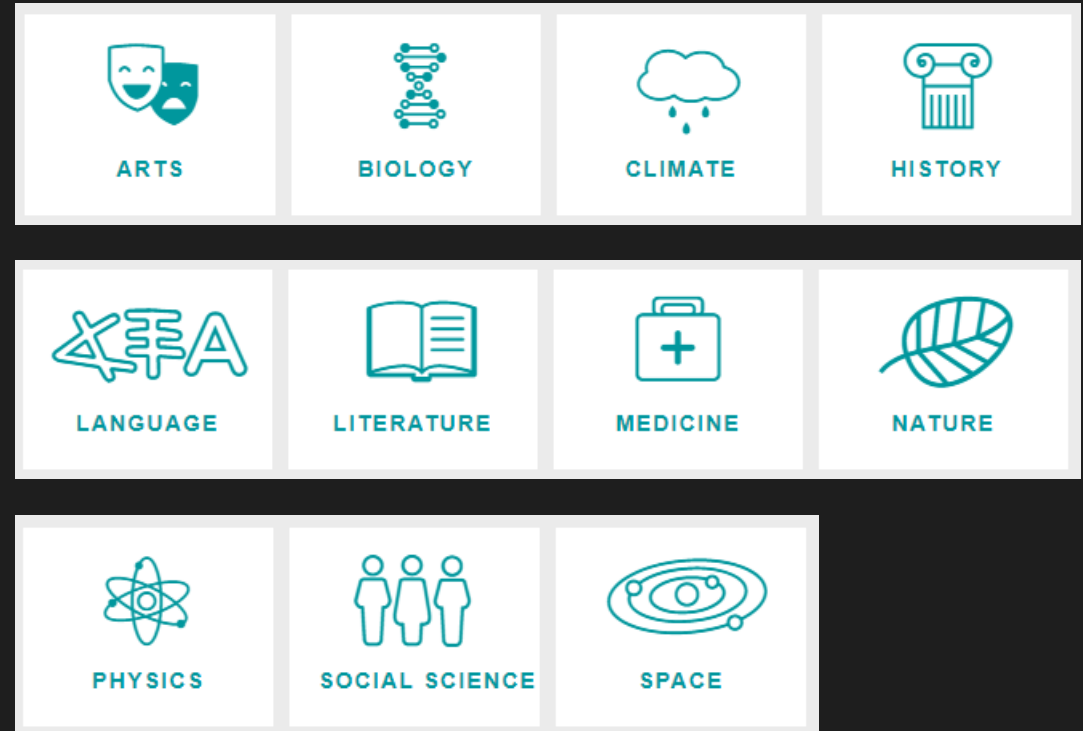 ARTS
BIOLOGY
CLIMATE
HISTORY
LANGUAGE
LITERATURE
MEDICINE
NATURE
PHYSICS
SOCIAL SCIENCE
SPACE